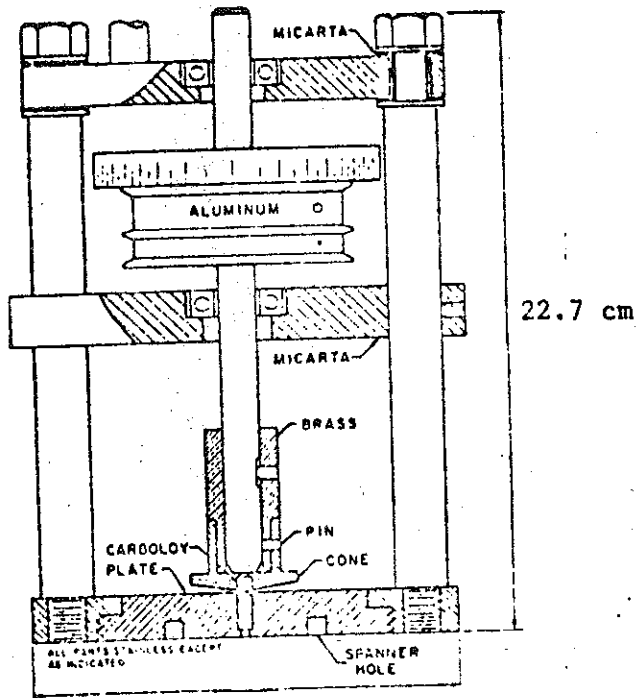 MICARTA
ALUMINUM
22.7 cm
MICARTA
BRASS
CARBOLOY
PLATE
PIN
CONE
ALL PARTS STAINLESS EXCEPT
AS INDICATED
SPANNER
HOLE